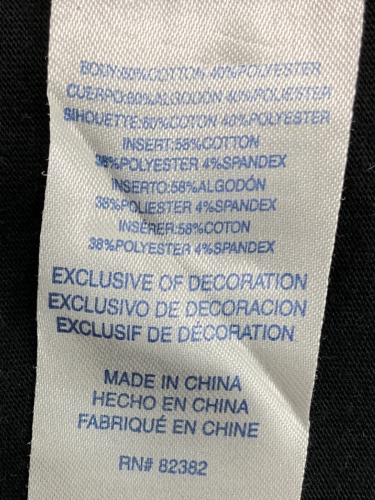 BODY:60%COTTON 40%POLYESTER
CUERPO:60%ALGODÓN 40%POLIESTER
SIHOUETTE:60%COTON 40%POLYESTER
INSERT:58%COTTON
38%POLYESTER 4%SPANDEX
INSERTO:58%ALGODÓN
38%POLIESTER 4%SPANDEX
INSÉRER:58%COTON
38%POLYESTER 4%SPANDEX
EXCLUSIVE OF DECORATION
EXCLUSIVO DE DECORACION
EXCLUSIF DE DÉCORATION
MADE IN CHINA
HECHO EN CHINA
FABRIQUÉ EN CHINE
RN# 82382